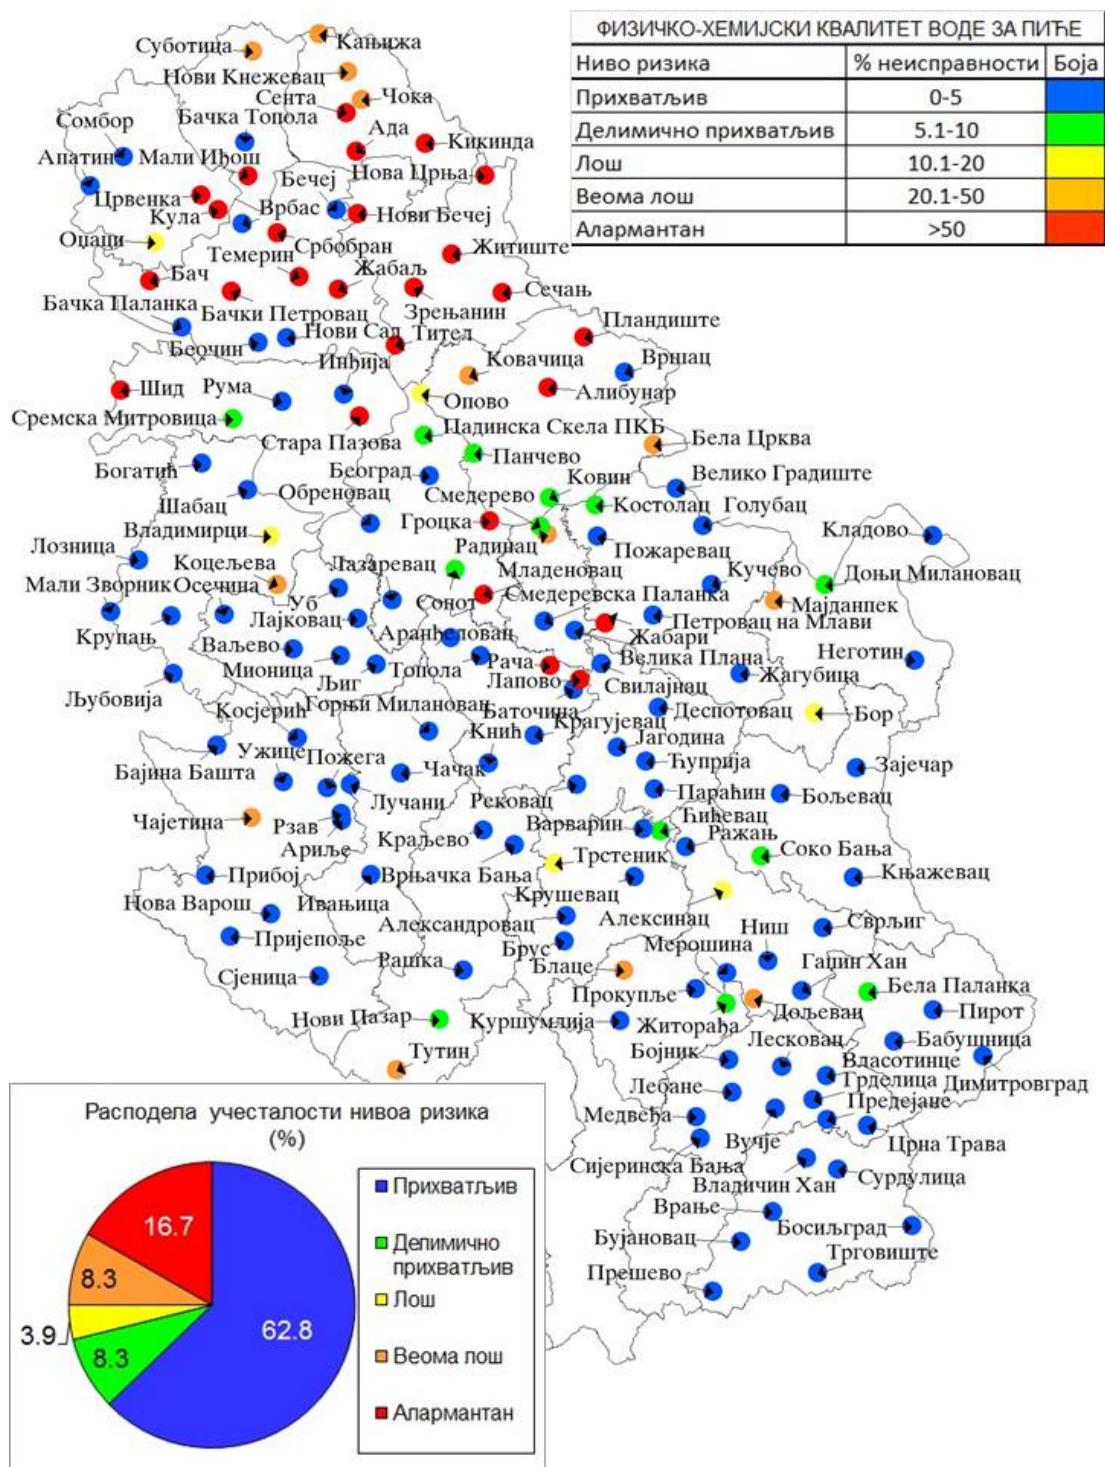 ФИЗИЧКО-ХЕМИЈСКИ КВАЛИТЕТ ВОДЕ ЗА ПИЋЕ
Ниво ризика % неисправности Боја
Прихватљив 0-5
Делимично прихватљив 5.1-10
Лош 10.1-20
Веома лош 20.1-50
Алармантан >50
Суботица
Кањижа
Нови Кнежевац
Сента
Чока
Сомбор
Бачка Топола
Ада
Кикинда
Апатин
Мали Иђош
Нова Црња
Црвенка
Бечеј
Кула
Врбас
Нови Бечеј
Оџаци
Србобран
Житиште
Темерин
Жабаљ
Бач
Сечањ
Бачка Паланка
Бачки Петровац
Зрењанин
Нови Сад
Тител
Пландиште
Беочин
Инђија
Ковачица
Вршац
Шид
Рума
Опово
Алибунар
Сремска Митровица
Падинска Скела ПКБ
Стара Пазова
Панчево
Бела Црква
Богатић
Београд
Ковин
Велико Градиште
Шабац
Обреновац
Смедерево
Костолац
Голубац
Владимирци
Гроцка
Кладово
Лозница
Радинац
Пожаревац
Коцељева
Лазаревац
Младеновац
Мали Зворник
Осечина
Кучево
Доњи Милановац
Уб
Сопот
Смедеревска Паланка
Мајданпек
Крупањ
Лајковац
Аранђеловац
Петровац на Млави
Жабари
Ваљево
Неготин
Мионица
Рача
Велика Плана
Љубовија
Љиг
Топола
Лапово
Свилајнац
Жагубица
Косјерић
Горњи Милановац
Баточина
Деспотовац
Бор
Кнић
Крагујевац
Ужице
Пожега
Јагодина
Бајина Башта
Чачак
Ћуприја
Зајечар
Лучани
Рековац
Параћин
Бољевац
Чајетина
Рзав
Варварин
Ћићевац
Ариље
Краљево
Ражањ
Трстеник
Соко Бања
Прибој
Врњачка Бања
Књажевац
Нова Варош
Ивањица
Крушевац
Александровац
Алексинац
Ниш
Сврљиг
Пријепоље
Брус
Мерошина
Рашка
Блаце
Гаџин Хан
Сјеница
Прокупље
Бела Паланка
Нови Пазар
Куршумлија
Житорађа
Дољевац
Пирот
Лесковац
Бабушница
Тутин
Бојник
Власотинце
Лебане
Грделица
Димитровград
Медвеђа
Предејане
Вучје
Црна Трава
Сијеринска Бања
Владичин Хан
Сурдулица
Врање
Босиљград
Бујановац
Трговиште
Прешево
Расподела учесталости нивоа ризика
(%)
16.7
8.3
3.9
8.3
62.8
Прихватљив
Делимично
прихватљив
Лош
Веома лош
Алармантан